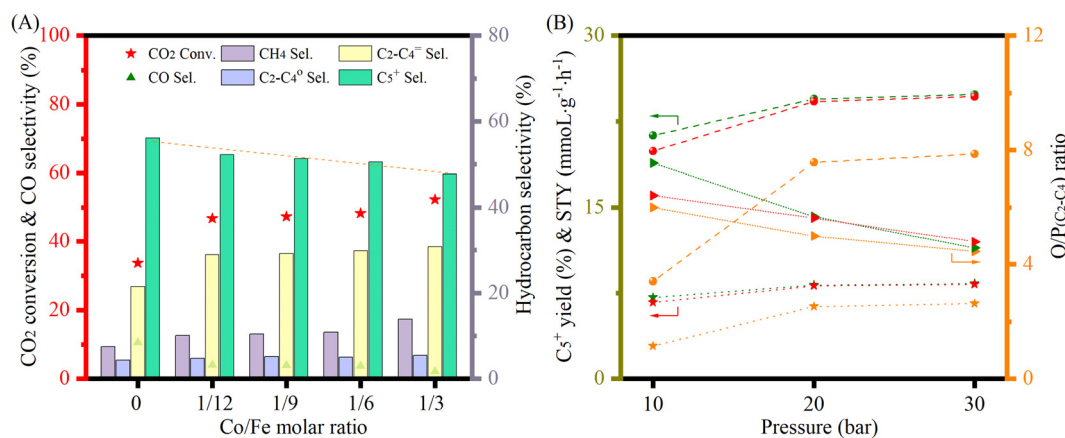 (A)
CO₂ conversion & CO selectivity (%)
100
80
60
40
20
0
CO₂ Conv.
CH₄ Sel.
C₂-C₄⁼ Sel.
CO Sel.
C₂-C₄⁰ Sel.
C₅⁺ Sel.
0
1/12
1/9
1/6
1/3
Co/Fe molar ratio
80
60
40
20
0
Hydrocarbon selectivity (%)
(B)
C₅⁺ yield (%) & STY (mmoL·g⁻¹·h⁻¹)
30
15
0
10
20
30
Pressure (bar)
12
8
4
0
O/P(C₂-C₄) ratio